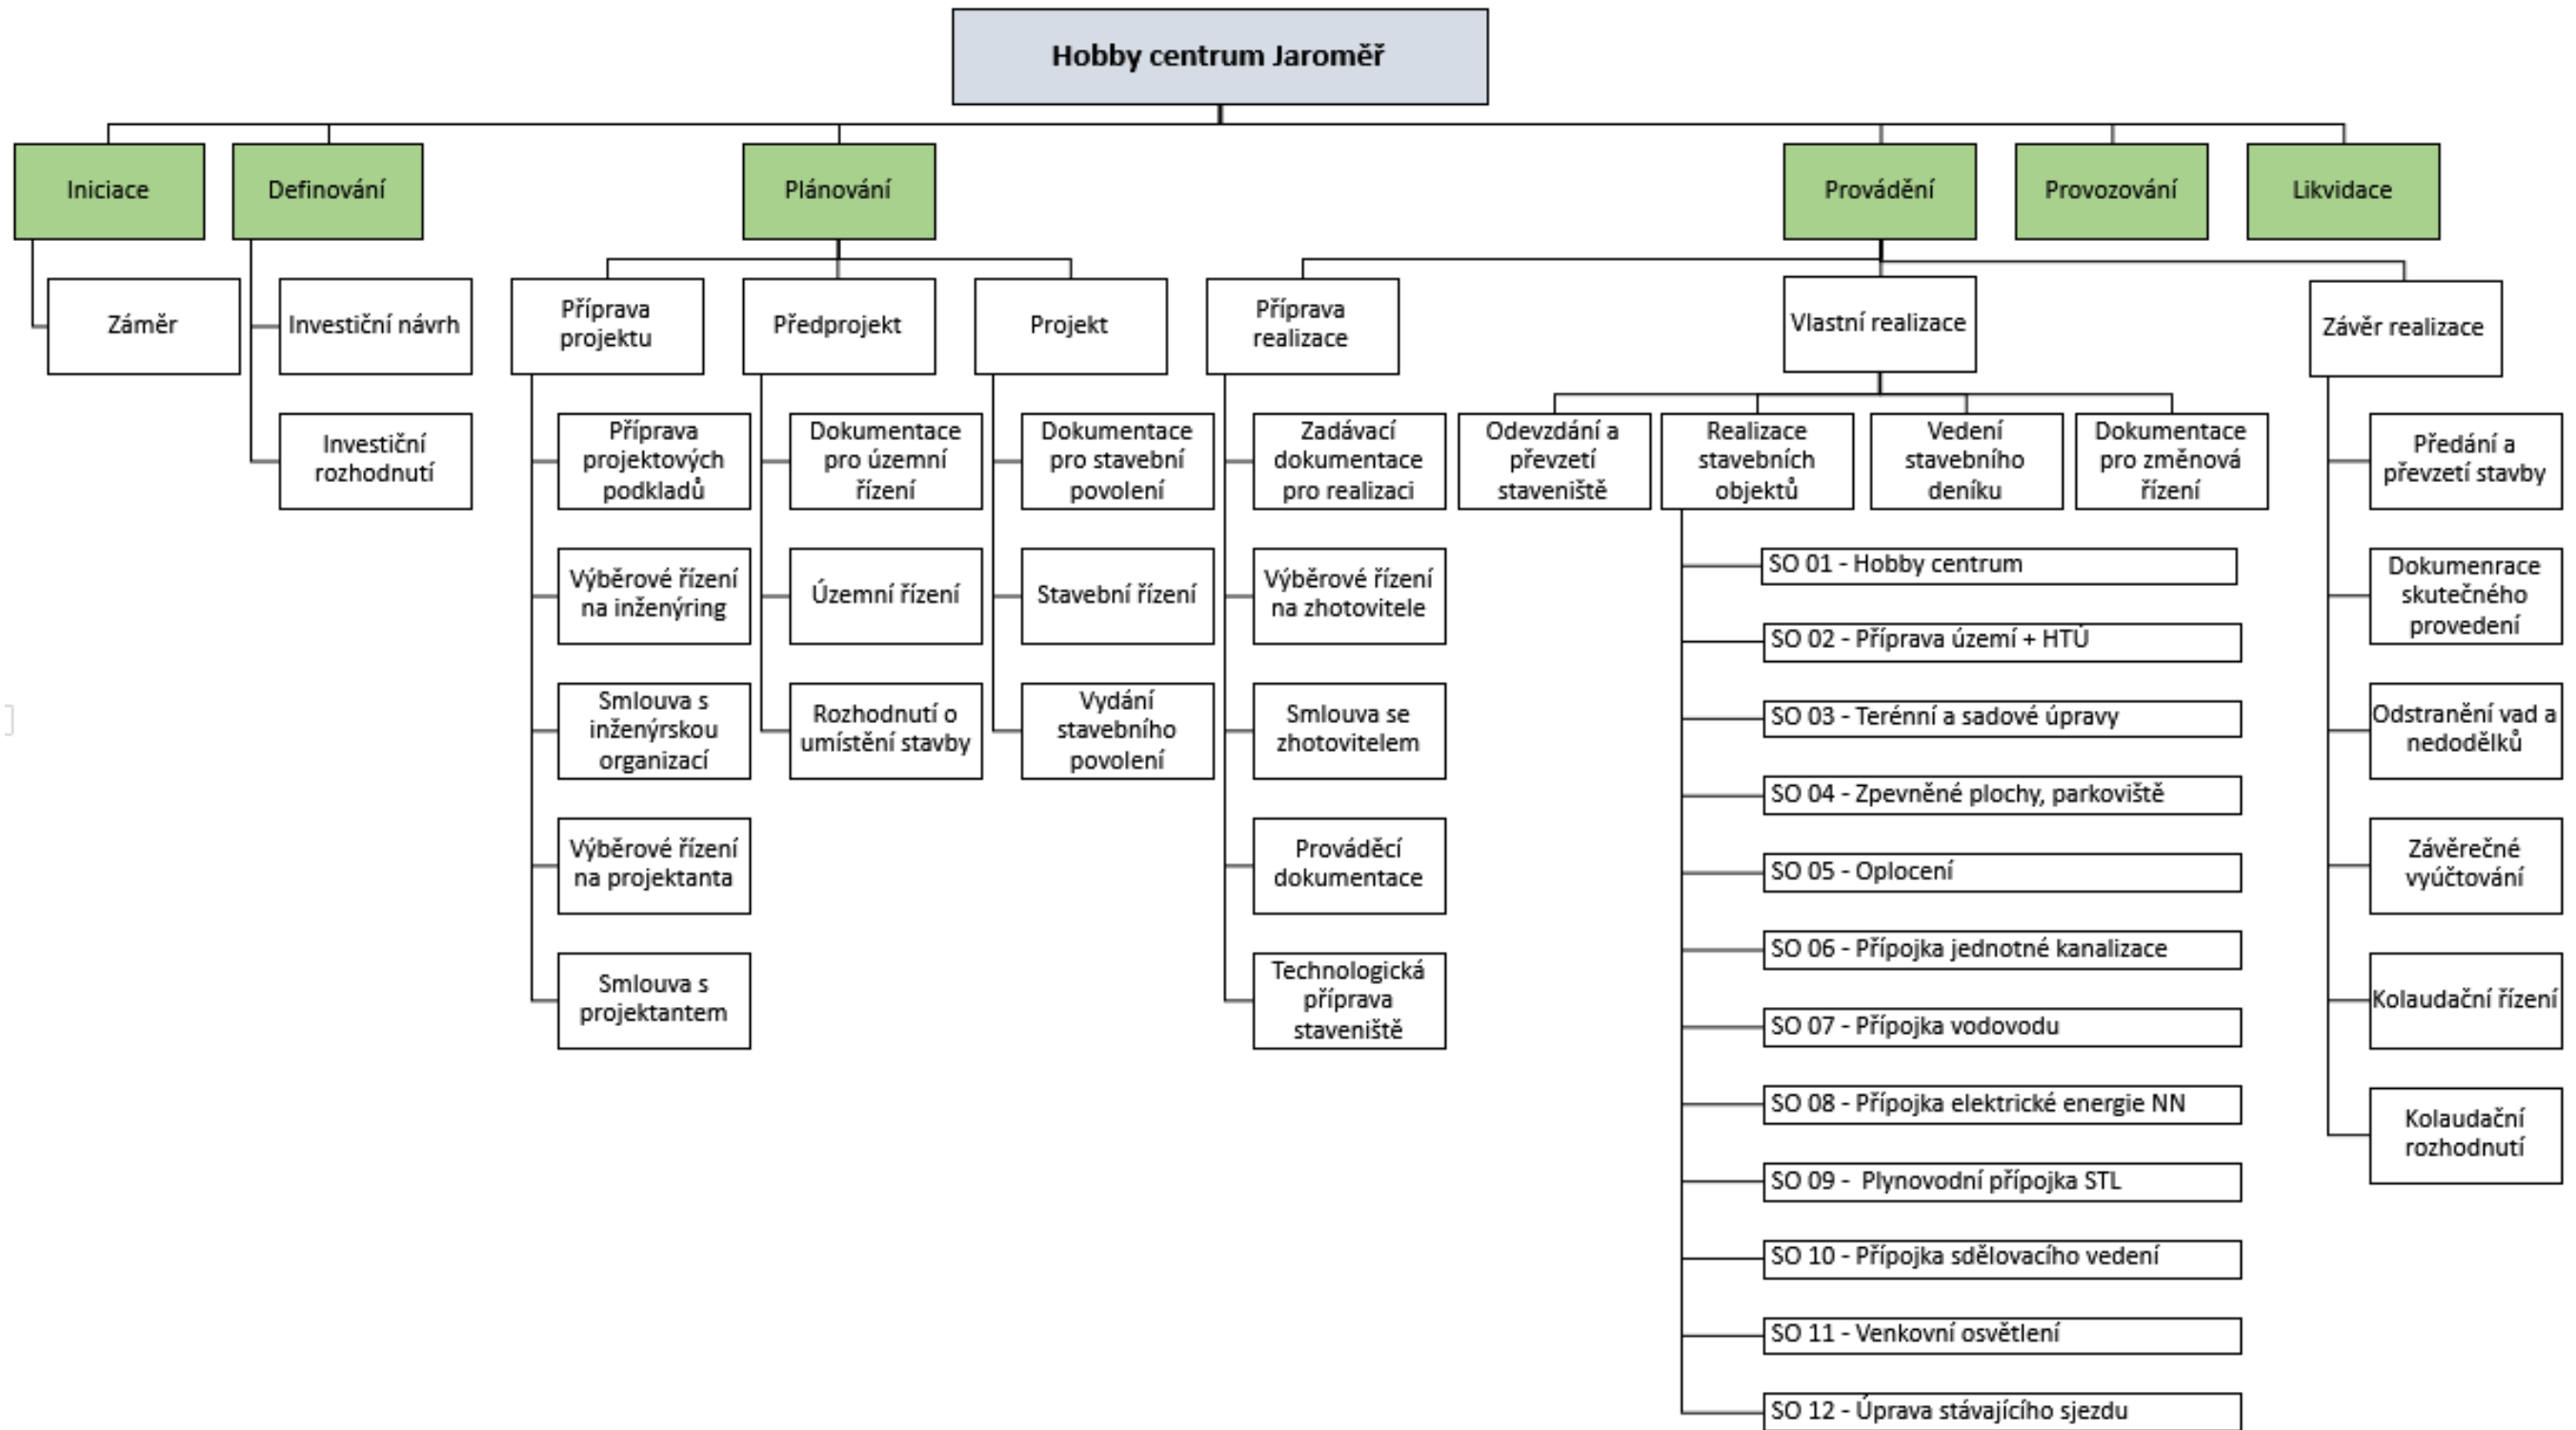 Hobby centrum Jaroměř
Iniciace
Definování
Plánování
Provádění
Provozování
Likvidace
Záměr
Investiční návrh
Investiční
rozhodnutí
Příprava
projektu
Předprojekt
Projekt
Příprava
realizace
Vlastní realizace
Závěr realizace
Příprava
projektových
podkladů
Výběrové řízení
na inženýring
Smlouva s
inženýrskou
organizací
Výběrové řízení
na projektanta
Smlouva s
projektantem
Dokumentace
pro územní
řízení
Územní řízení
Rozhodnutí o
umístění stavby
Dokumentace
pro stavební
povolení
Stavební řízení
Vydání
stavebního
povolení
Zadávací
dokumentace
pro realizaci
Výběrové řízení
na zhotovitele
Smlouva se
zhotovitelem
Prováděcí
dokumentace
Technologická
příprava
staveniště
Odevzdání a
převzetí
staveniště
Realizace
stavebních
objektů
Vedení
stavebního
deníku
Dokumentace
pro změnová
řízení
SO 01 - Hobby centrum
SO 02 - Příprava území + HTÚ
SO 03 - Terénní a sadové úpravy
SO 04 - Zpevněné plochy, parkoviště
SO 05 - Oplocení
SO 06 - Přípojka jednotné kanalizace
SO 07 - Přípojka vodovodu
SO 08 - Přípojka elektrické energie NN
SO 09 -  Plynovodní přípojka STL
SO 10 - Přípojka sdělovacího vedení
SO 11 - Venkovní osvětlení
SO 12 - Úprava stávajícího sjezdu
Předání a
převzetí stavby
Dokumenrace
skutečného
provedení
Odstranění vad a
nedodělků
Závěrečné
vyúčtování
Kolaudační řízení
Kolaudační
rozhodnutí